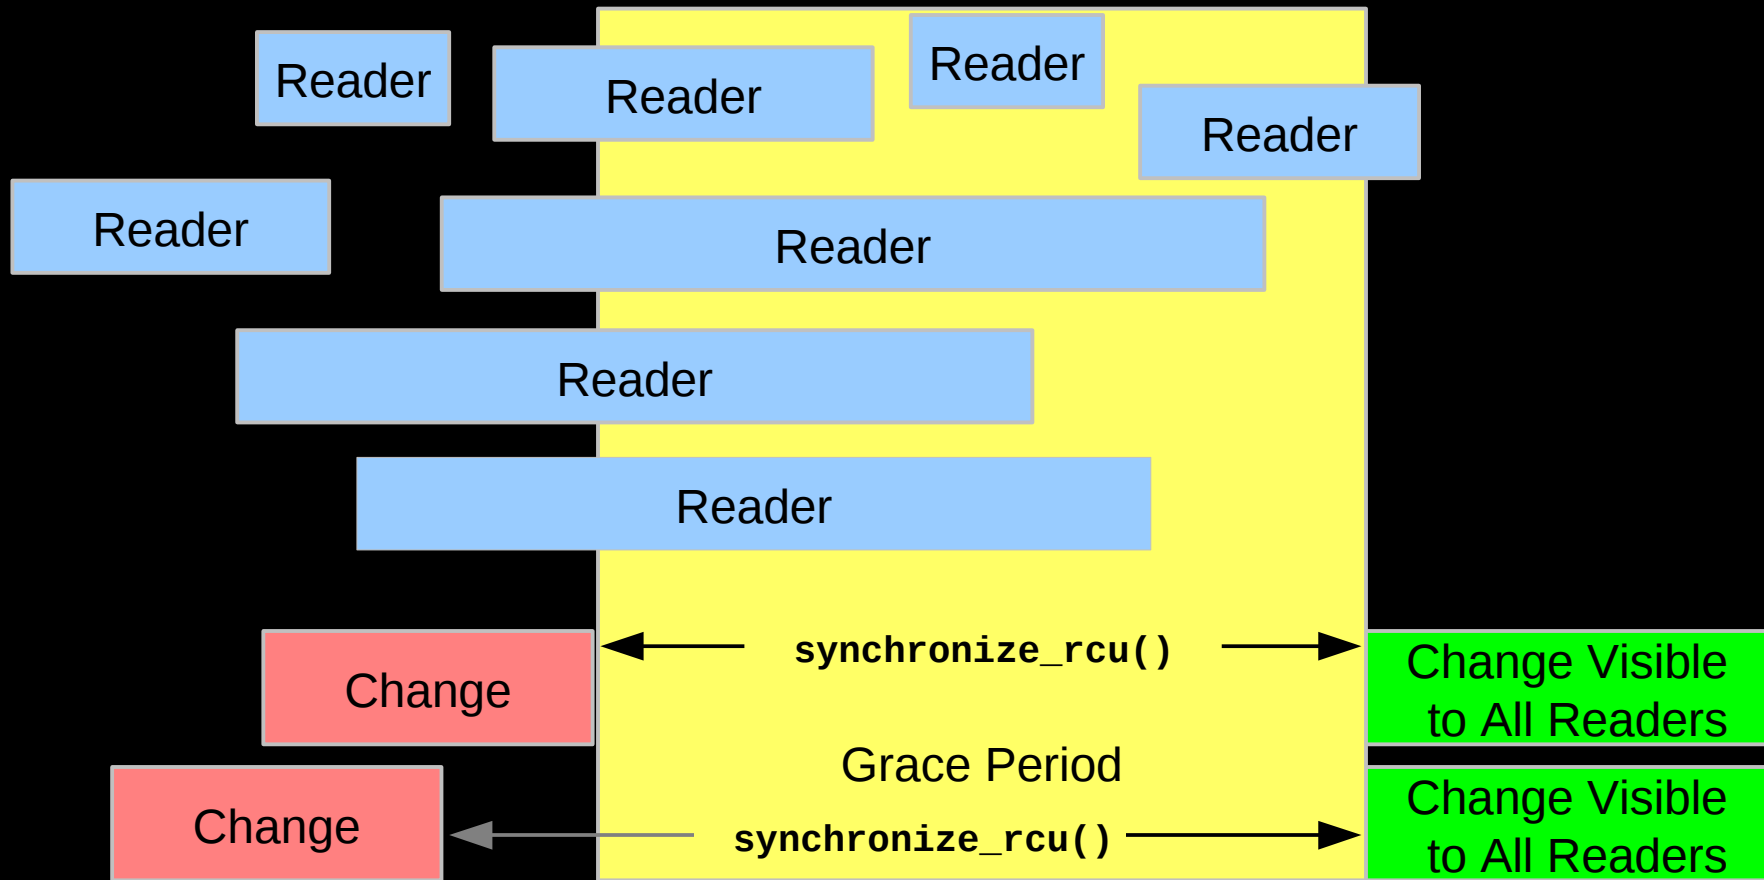 Reader
Reader
Reader
Reader
Reader
Reader
Reader
Reader
synchronize_rcu()
Change
Change Visible
to All Readers
Grace Period
Change
synchronize_rcu()
Change Visible
to All Readers